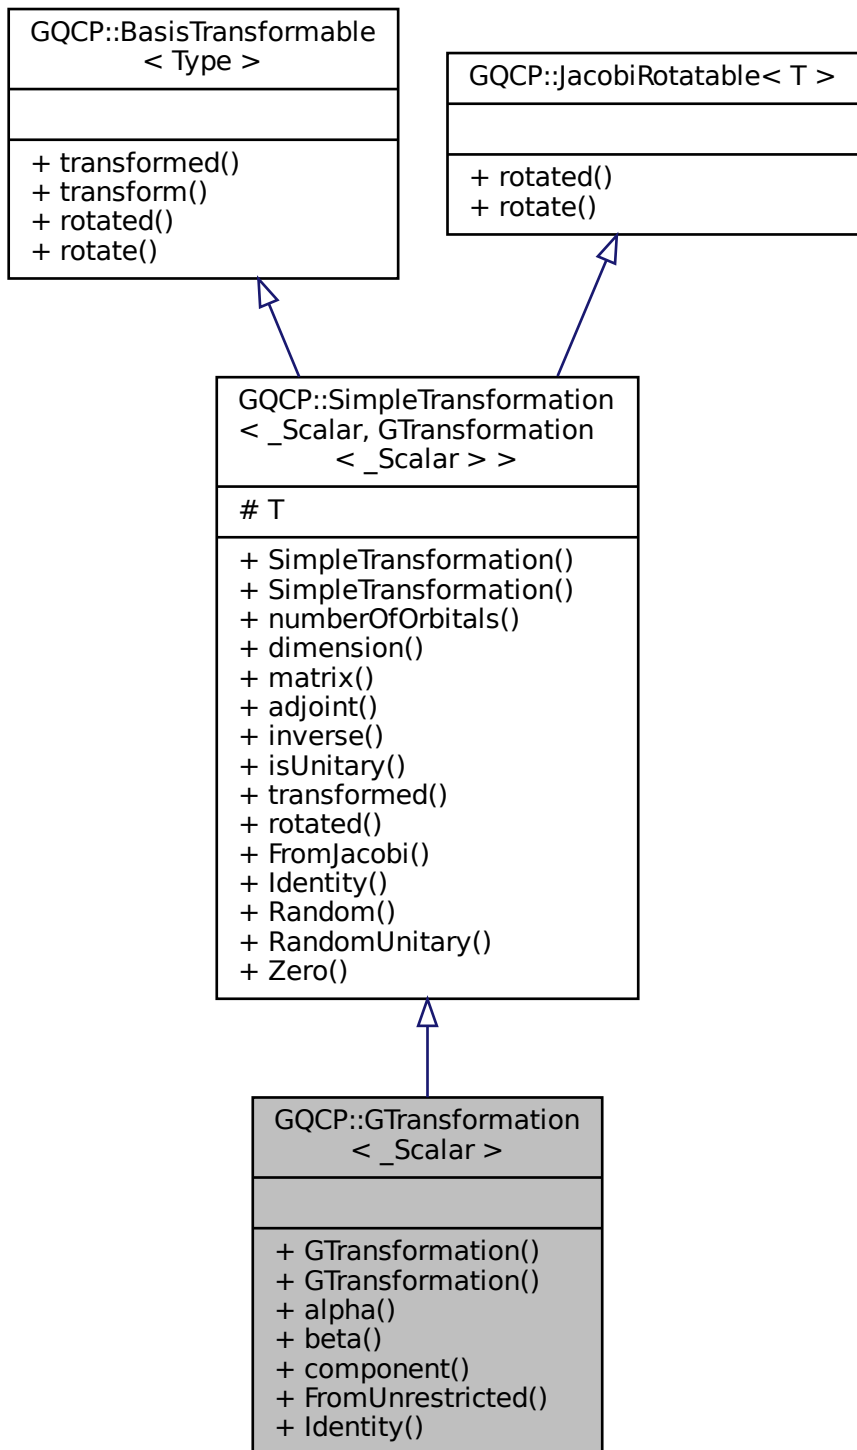 GQCP::BasisTransformable
< Type >
+ transformed()
+ transform()
+ rotated()
+ rotate()
GQCP::JacobiRotatable< T >
+ rotated()
+ rotate()
GQCP::SimpleTransformation
< _Scalar, GTransformation
< _Scalar > >
# T
+ SimpleTransformation()
+ SimpleTransformation()
+ numberOfOrbitals()
+ dimension()
+ matrix()
+ adjoint()
+ inverse()
+ isUnitary()
+ transformed()
+ rotated()
+ FromJacobi()
+ Identity()
+ Random()
+ RandomUnitary()
+ Zero()
GQCP::GTransformation
< _Scalar >
+ GTransformation()
+ GTransformation()
+ alpha()
+ beta()
+ component()
+ FromUnrestricted()
+ Identity()